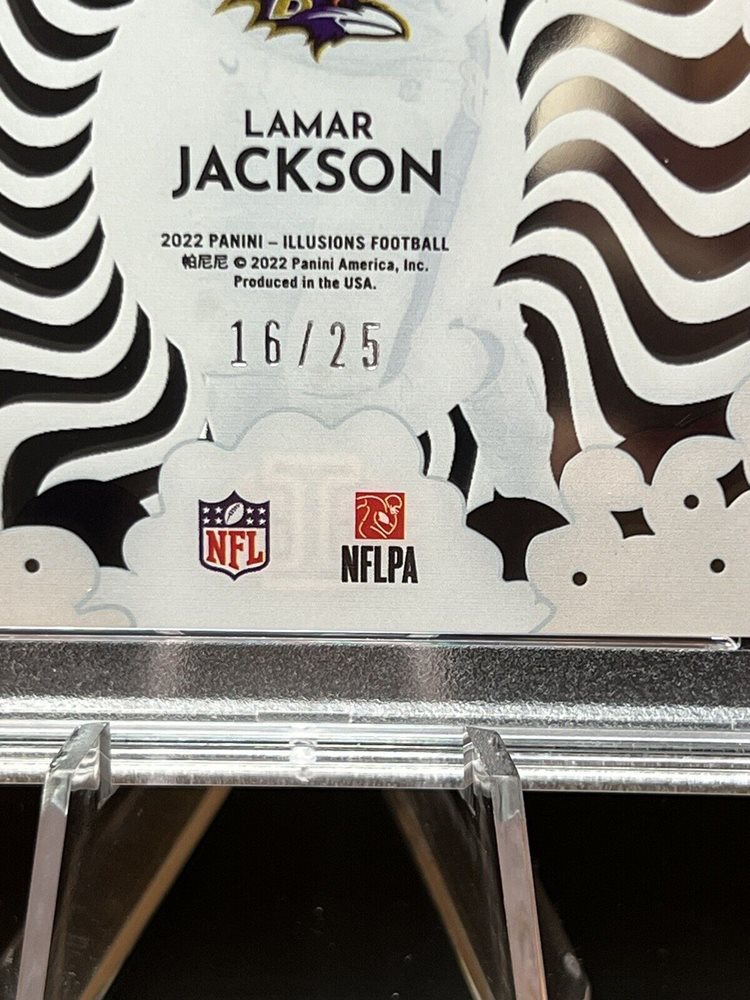 LAMAR
JACKSON
2022 PANINI – ILLUSIONS FOOTBALL
帕尼尼 © 2022 Panini America, Inc.
Produced in the USA.
16/25
NFL
NFLPA